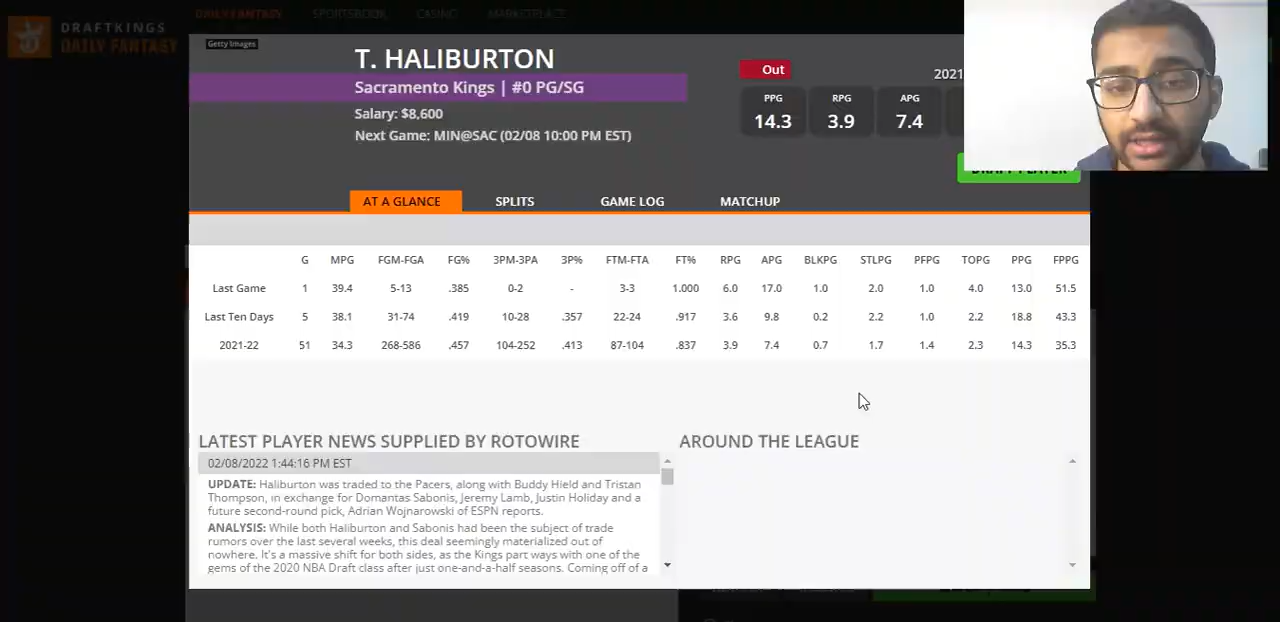 DRAFTKINGS
DAILY FANTASY
DAILY FANTASY SPORTSBOOK CASINO MARKETPLACE
Getty Images
T. HALIBURTON
Sacramento Kings | #0 PG/SG
Salary: $8,600
Next Game: MIN@SAC (02/08 10:00 PM EST)
Out
2021
PPG RPG APG
14.3 3.9 7.4
DRAFT PLAYER
AT A GLANCE SPLITS GAME LOG MATCHUP
G MPG FGM-FGA FG% 3PM-3PA 3P% FTM-FTA FT% RPG APG BLKPG STLPG PFPG TOPG PPG FPPG
Last Game 1 39.4 5-13 .385 0-2 - 3-3 1.000 6.0 17.0 1.0 2.0 1.0 4.0 13.0 51.5
Last Ten Days 5 38.1 31-74 .419 10-28 .357 22-24 .917 3.6 9.8 0.2 2.2 1.0 2.2 18.8 43.3
2021-22 51 34.3 268-586 .457 104-252 .413 87-104 .837 3.9 7.4 0.7 1.7 1.4 2.3 14.3 35.3
LATEST PLAYER NEWS SUPPLIED BY ROTOWIRE
02/08/2022 1:44:16 PM EST
UPDATE: Haliburton was traded to the Pacers, along with Buddy Hield and Tristan
Thompson, in exchange for Domantas Sabonis, Jeremy Lamb, Justin Holiday and a
future second-round pick, Adrian Wojnarowski of ESPN reports.
ANALYSIS: While both Haliburton and Sabonis had been the subject of trade
rumors over the last several weeks, this deal seemingly materialized out of
nowhere. It's a massive shift for both sides, as the Kings part ways with one of the
gems of the 2020 NBA Draft class after just one-and-a-half seasons. Coming off of a
AROUND THE LEAGUE